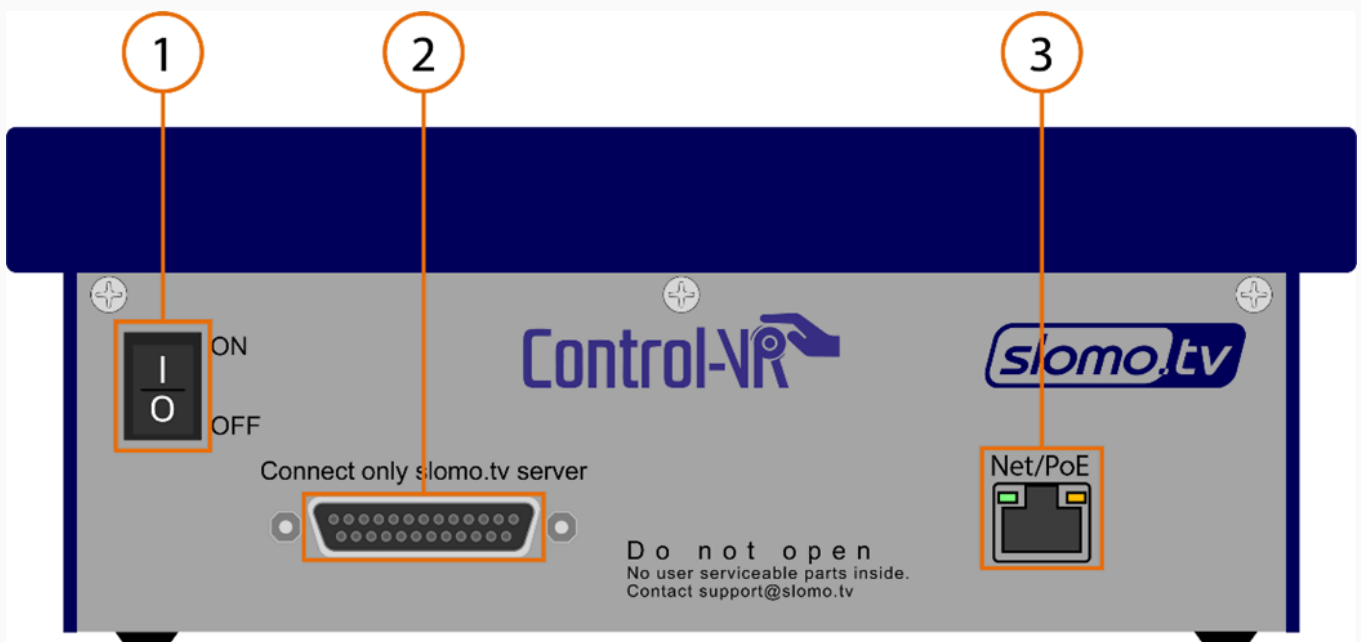 1 2 3
ON
I
O
OFF
Control-VR
slomo.tv
Connect only slomo.tv server
Net/PoE
Do not open
No user serviceable parts inside.
Contact support@slomo.tv